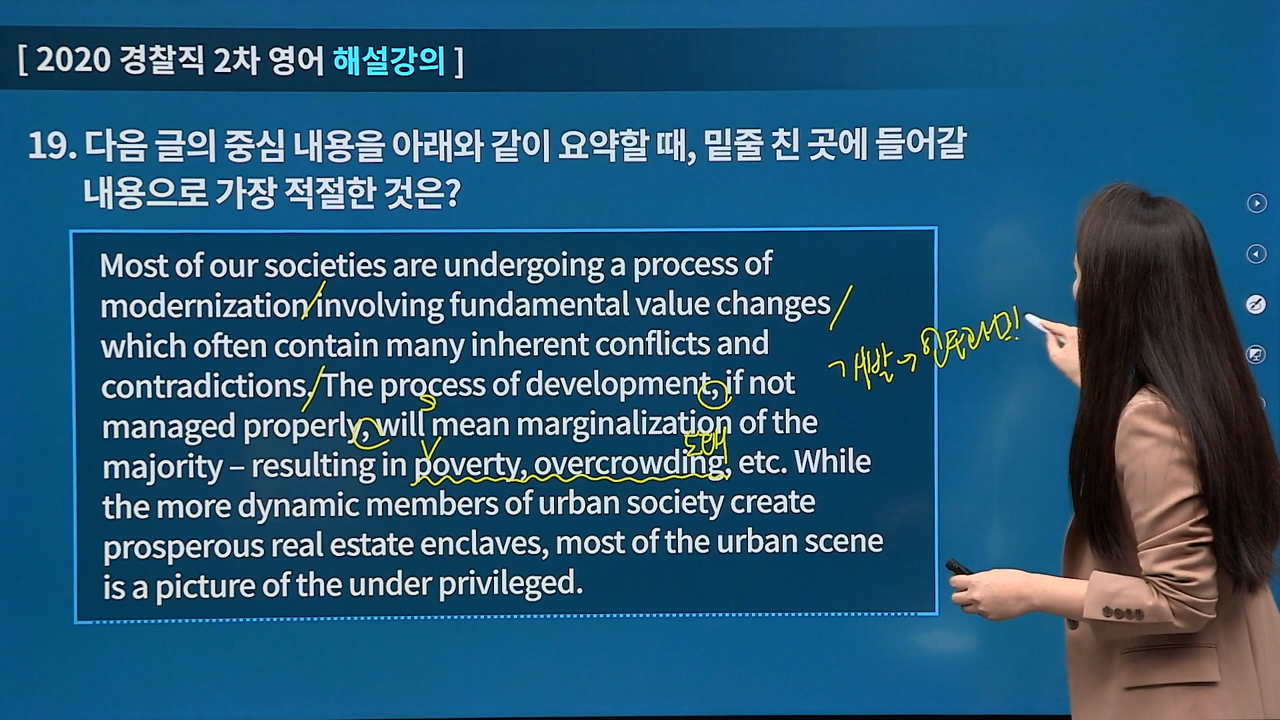 [ 2020 경찰직 2차 영어 해설강의 ]
19. 다음 글의 중심 내용을 아래와 같이 요약할 때, 밑줄 친 곳에 들어갈
내용으로 가장 적절한 것은?
Most of our societies are undergoing a process of
modernization involving fundamental value changes
which often contain many inherent conflicts and
contradictions. The process of development, if not
managed properly, will mean marginalization of the
majority – resulting in poverty, overcrowding, etc. While
the more dynamic members of urban society create
prosperous real estate enclaves, most of the urban scene
is a picture of the under privileged.
S
V
개발 →